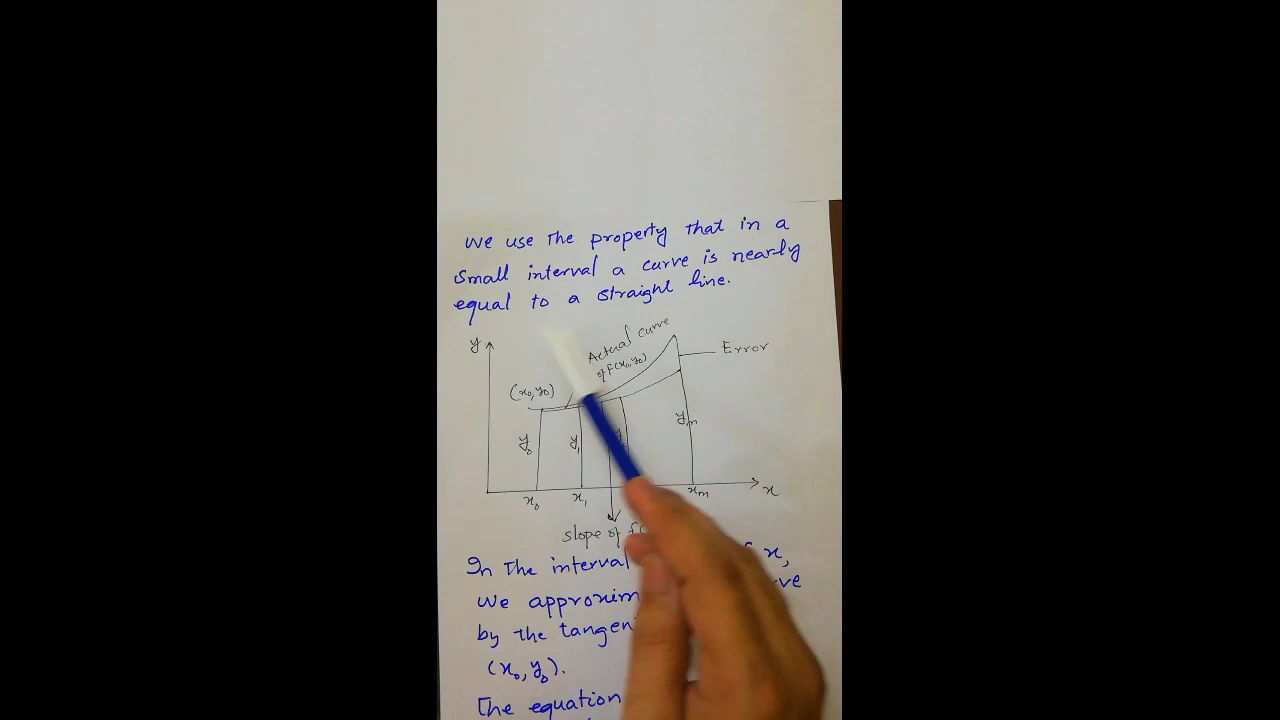 We use the property that in a
small interval a curve is nearly
equal to a straight line.
y
Actual curve
of F(x₀,y₀)
Error
(x₀,y₀)
y₀
y₁
yₘ
x₀
x₁
xₘ
x
slope of
In the interval x,
We
by the
(x₀,y₀).
The equation